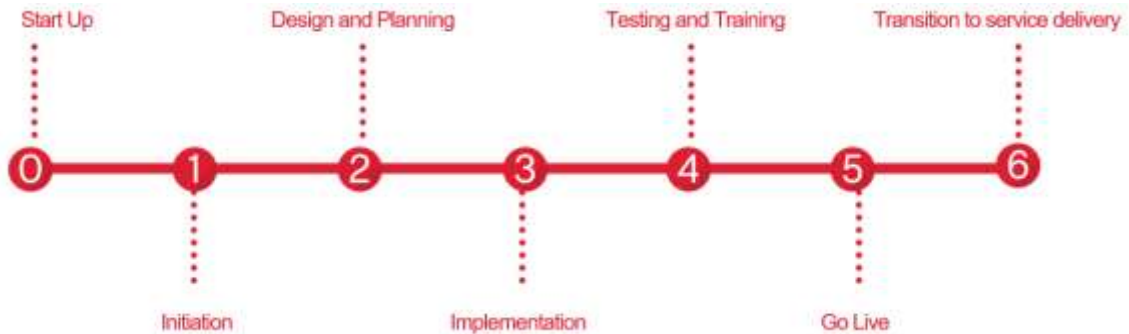 Start Up
Design and Planning
Testing and Training
Transition to service delivery
0
1
2
3
4
5
6
Initiation
Implementation
Go Live